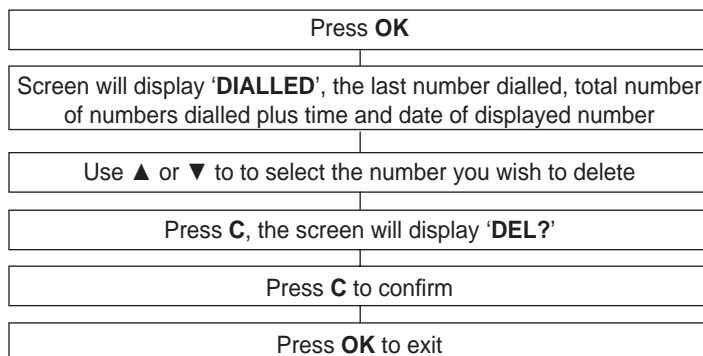 Press OK
Screen will display ‘DIALLED’, the last number dialled, total number
of numbers dialled plus time and date of displayed number
Use ▲ or ▼ to to select the number you wish to delete
Press C, the screen will display ‘DEL?’
Press C to confirm
Press OK to exit